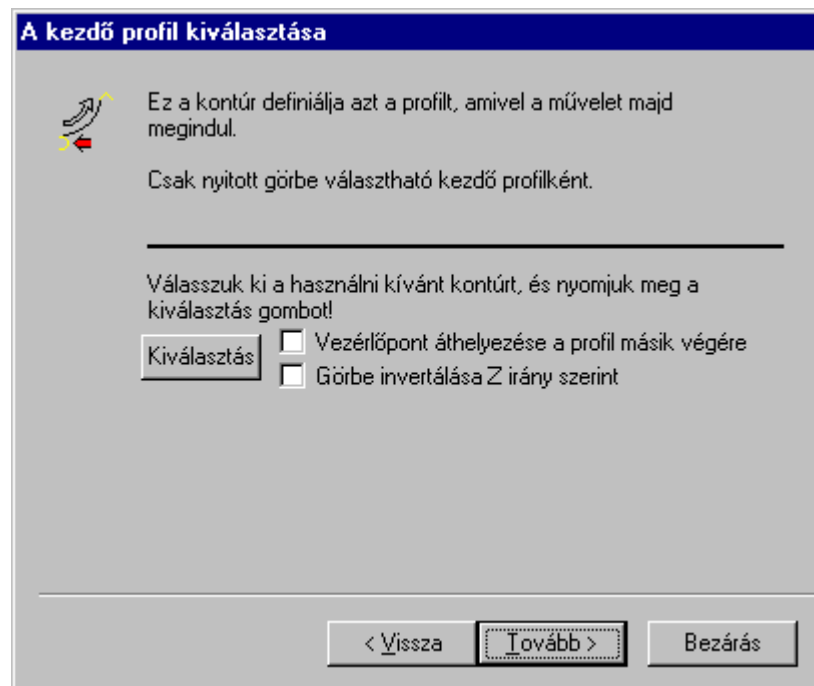 A kezdő profil kiválasztása
Ez a kontúr definiálja azt a profilt, amivel a művelet majd
megindul.
Csak nyitott görbe választható kezdő profilként.
Válasszuk ki a használni kívánt kontúrt, és nyomjuk meg a
kiválasztás gombot!
Kiválasztás
Vezérlőpont áthelyezése a profil másik végére
Görbe invertálása Z irány szerint
< Vissza
Tovább >
Bezárás